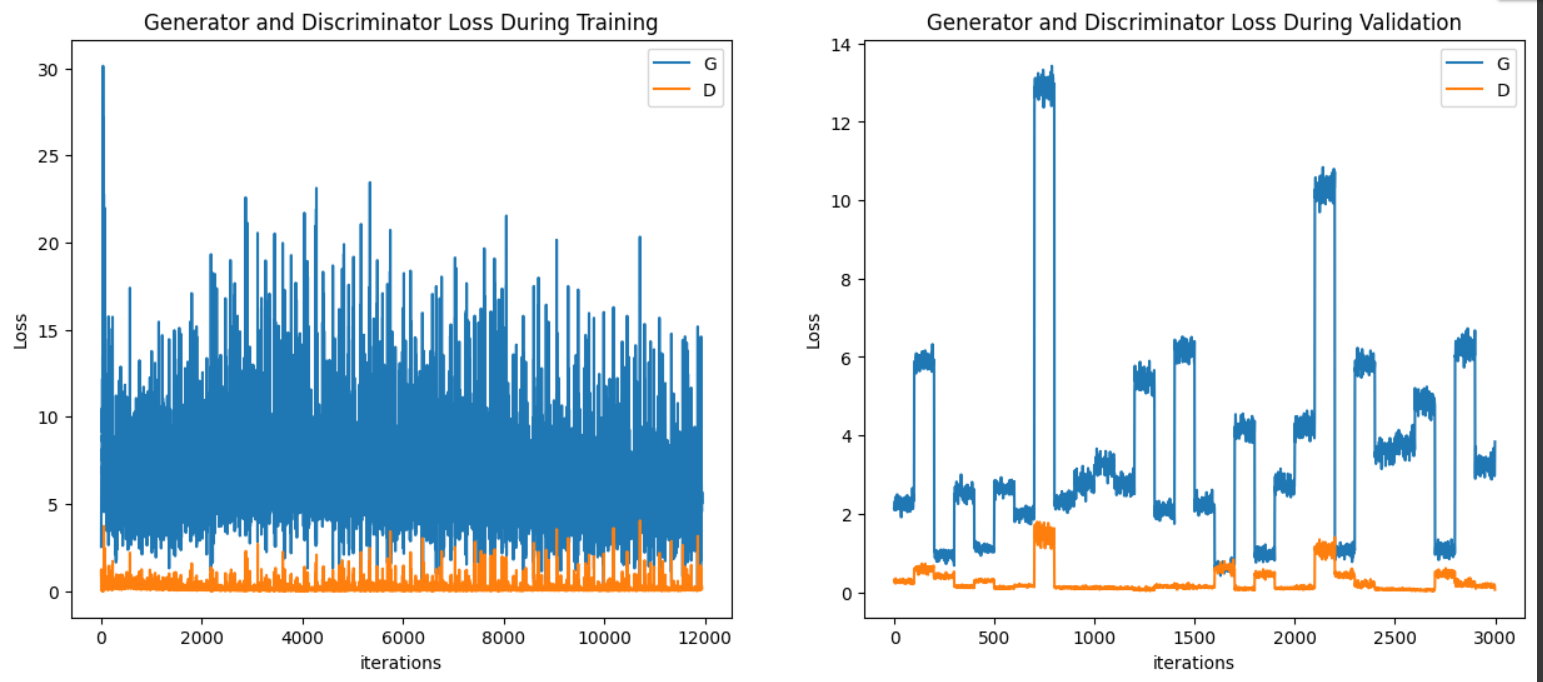 Generator and Discriminator Loss During Training
G
D
30
25
20
15
10
5
0
Loss
0 2000 4000 6000 8000 10000 12000
iterations
Generator and Discriminator Loss During Validation
G
D
14
12
10
8
6
4
2
0
Loss
0 500 1000 1500 2000 2500 3000
iterations